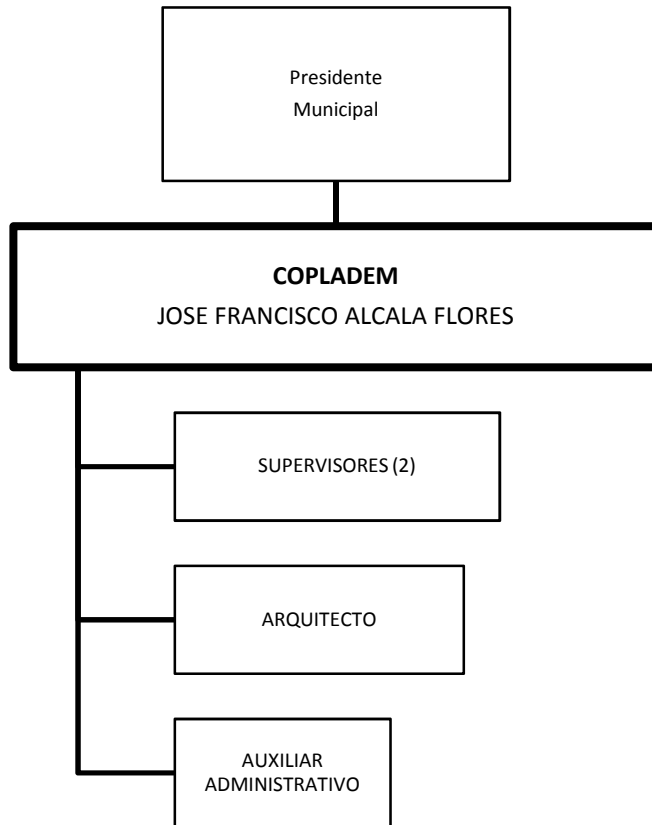 Presidente
Municipal
COPLADEM
JOSE FRANCISCO ALCALA FLORES
SUPERVISORES (2)
ARQUITECTO
AUXILIAR
ADMINISTRATIVO